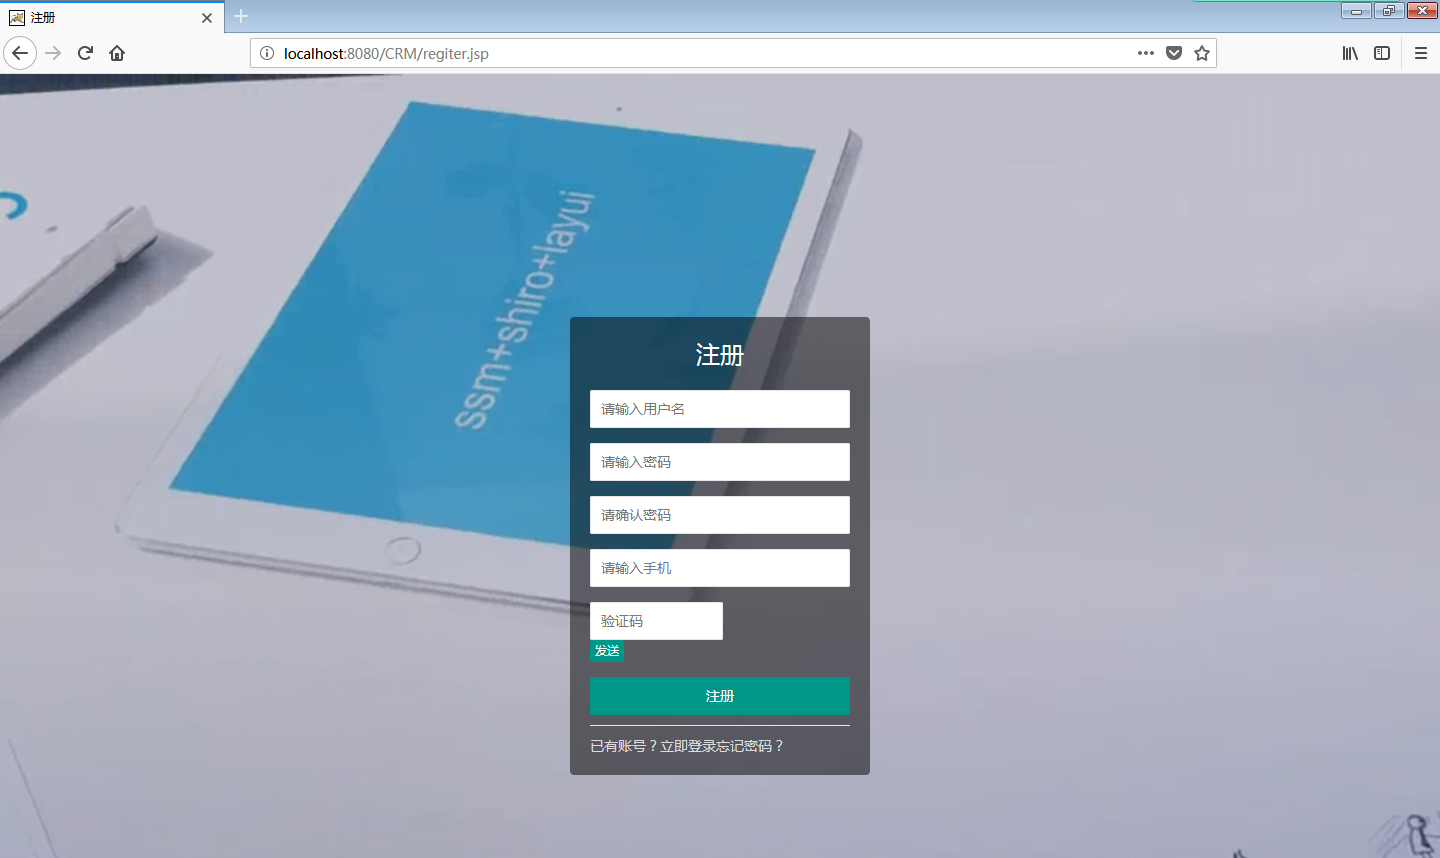 注册
localhost:8080/CRM/regiter.jsp
ssm+shiro+layui
注册
请输入用户名
请输入密码
请确认密码
请输入手机
验证码
发送
注册
已有账号？立即登录忘记密码？